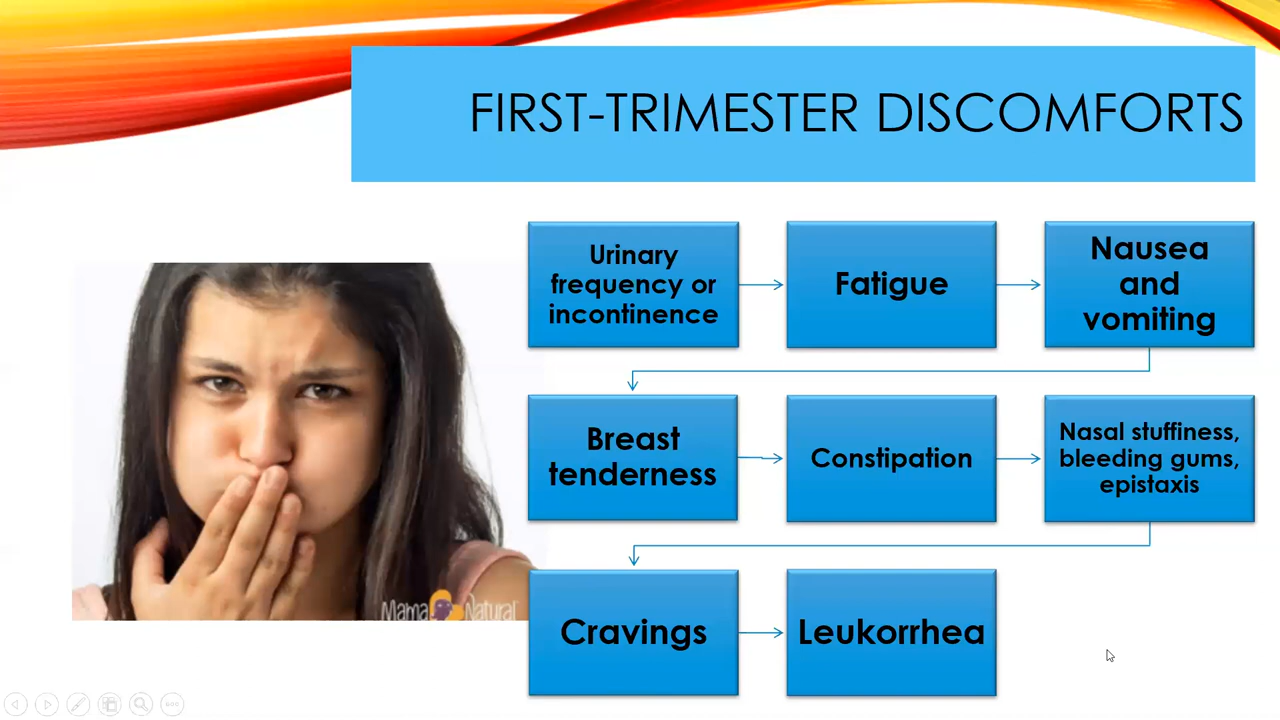 FIRST-TRIMESTER DISCOMFORTS
Urinary
frequency or
incontinence
Fatigue
Nausea
and
vomiting
Breast
tenderness
Constipation
Nasal stuffiness,
bleeding gums,
epistaxis
Cravings
Leukorrhea
Mama Natural